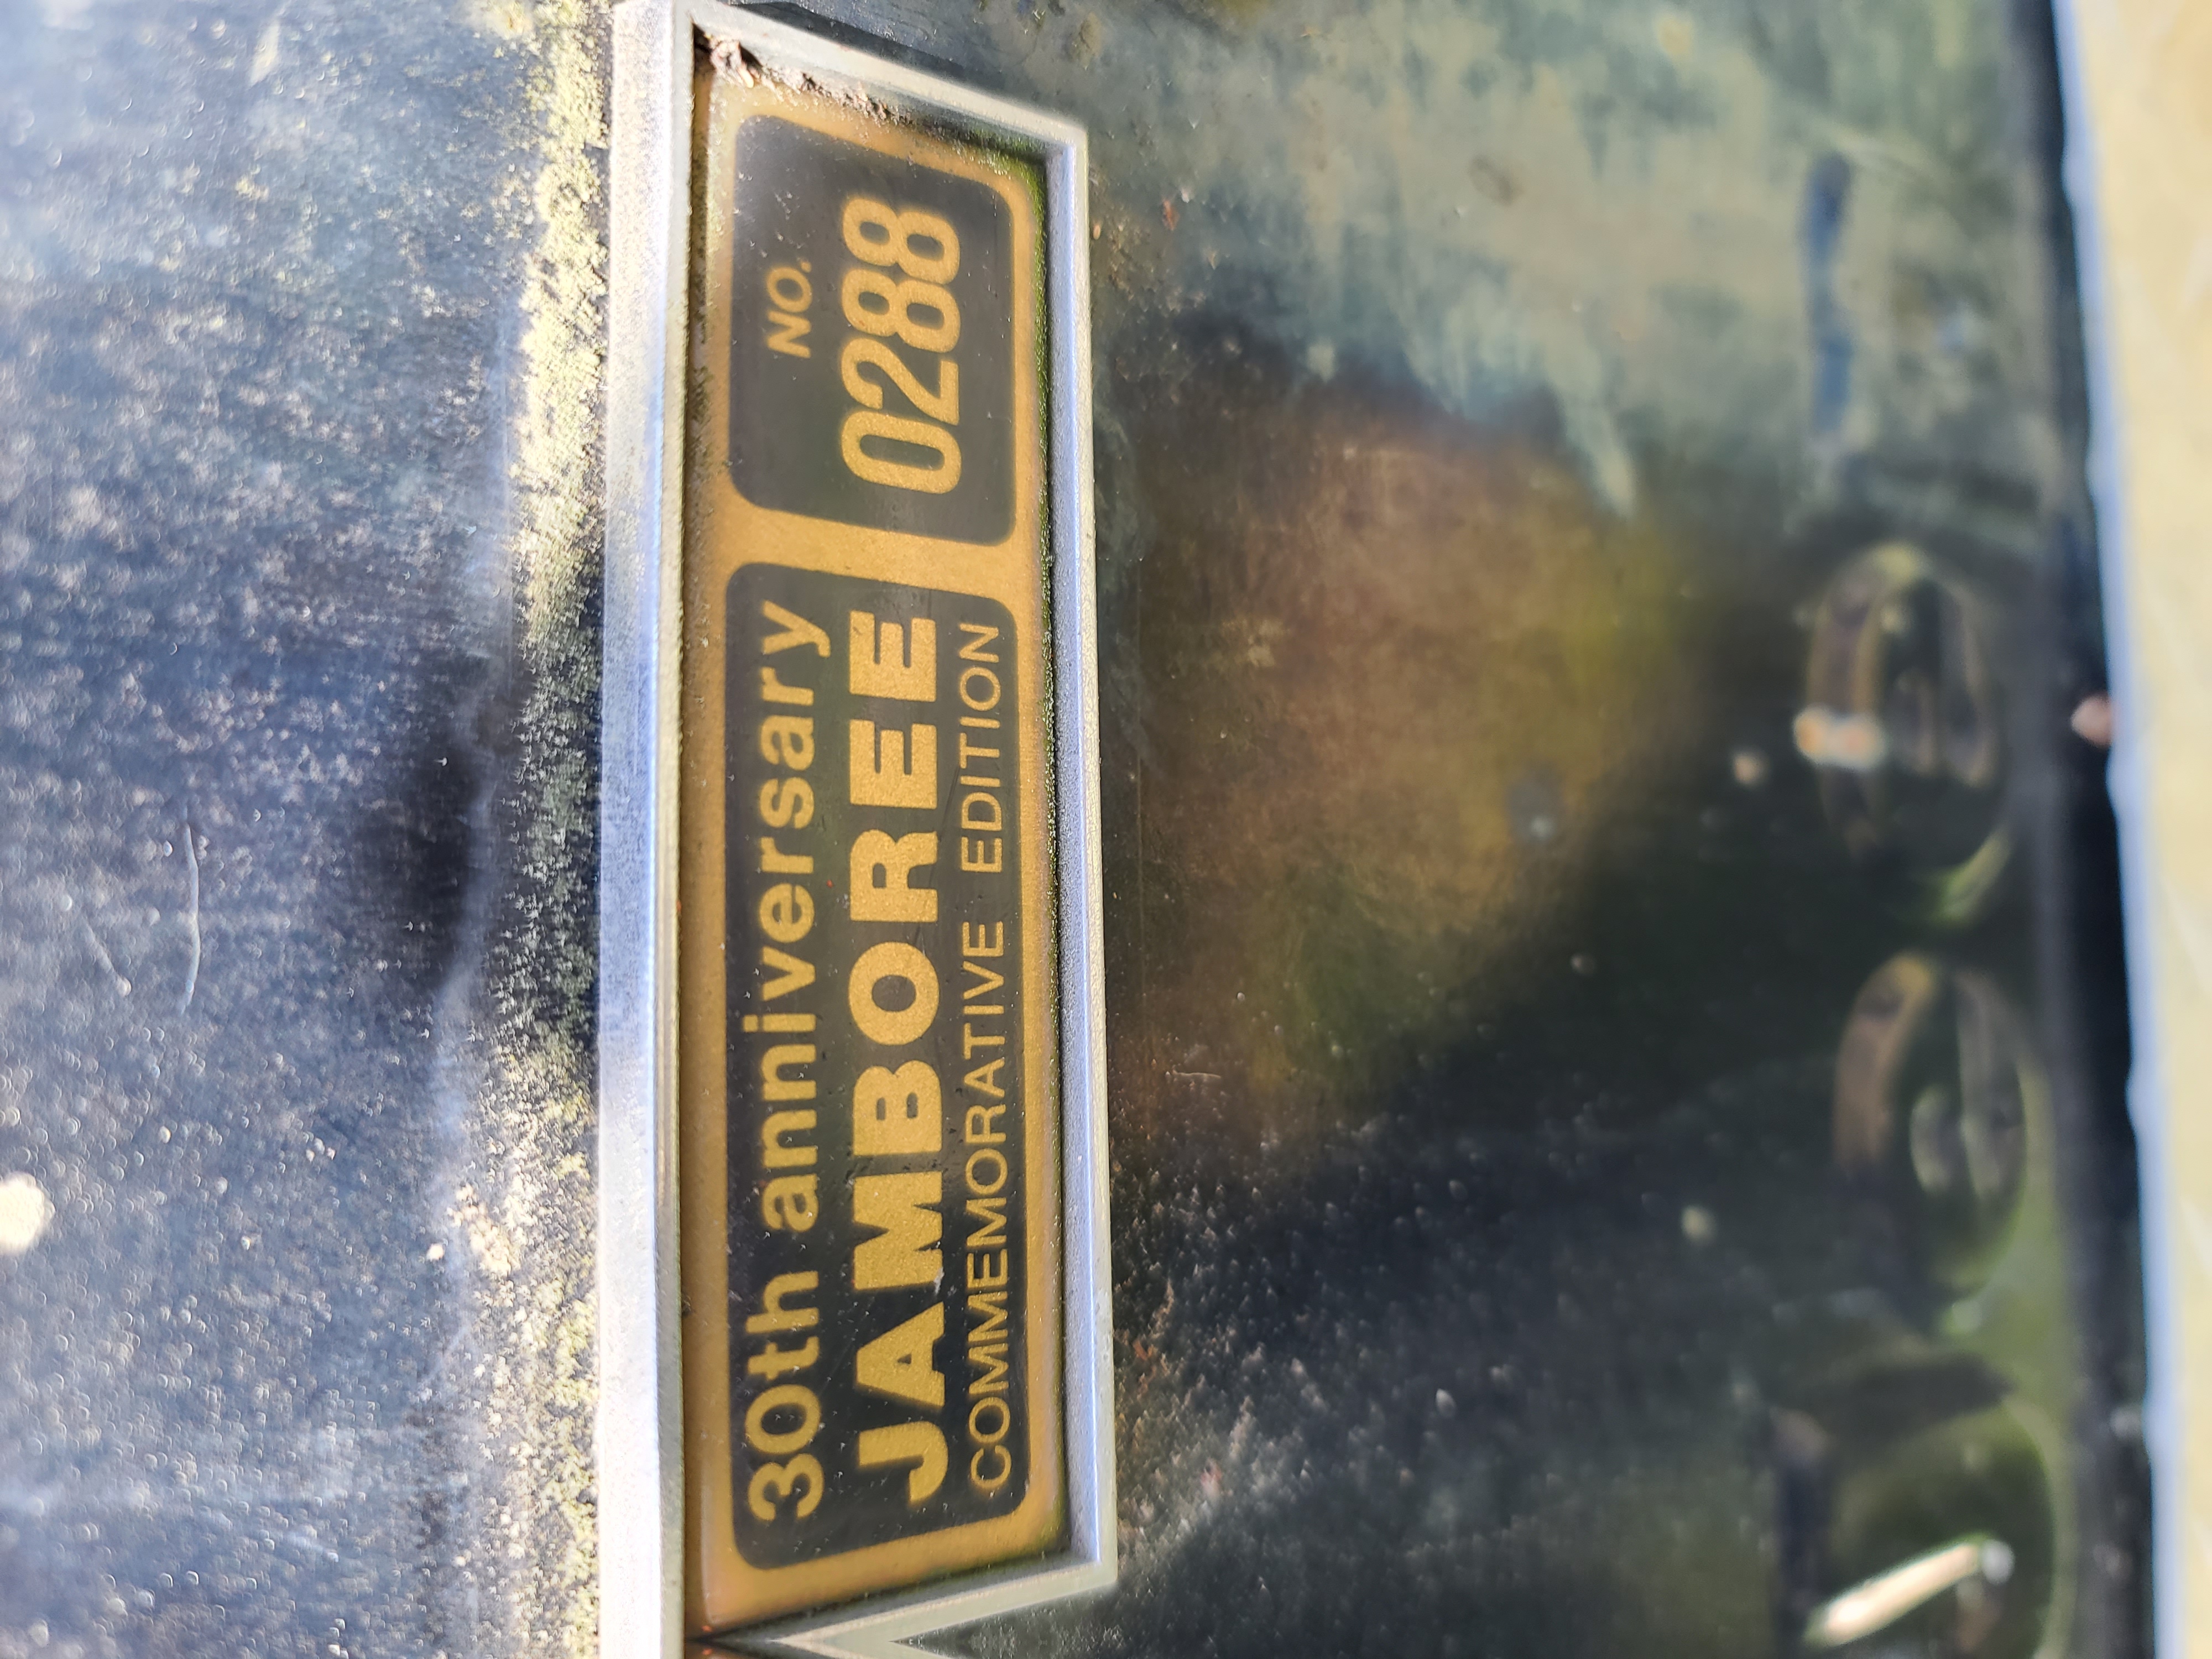 30th anniversary
JAMBOREE
COMMEMORATIVE EDITION
NO.
0288